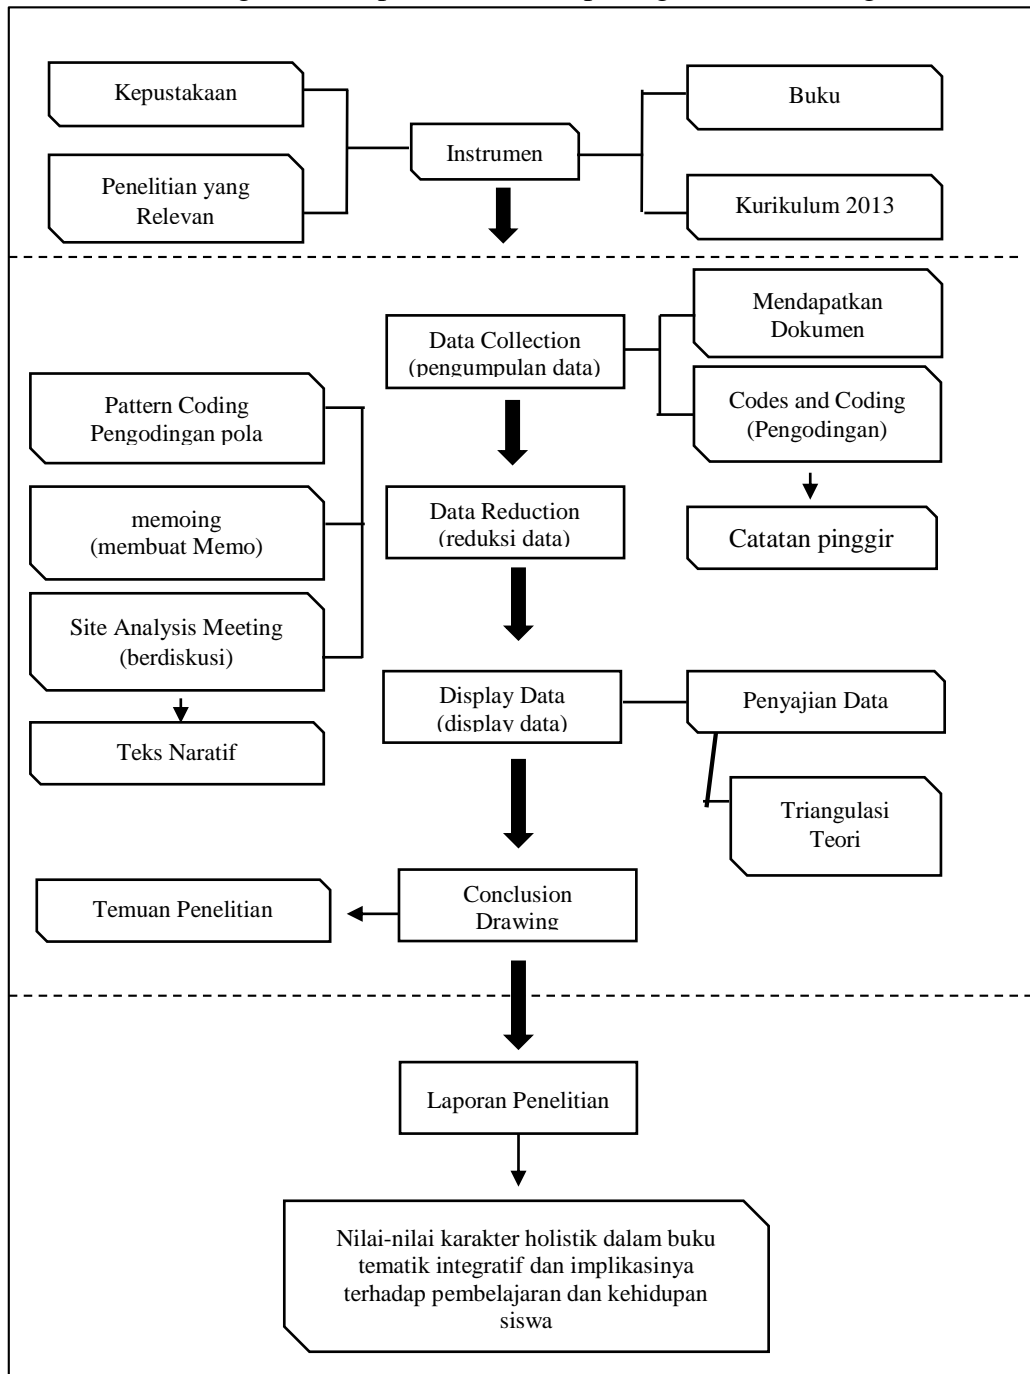 Kepustakaan
Buku
Instrumen
Penelitian yang
Relevan
Kurikulum 2013
Mendapatkan
Dokumen
Data Collection
(pengumpulan data)
Pattern Coding
Pengodingan pola
Codes and Coding
(Pengodingan)
memoing
(membuat Memo)
Data Reduction
(reduksi data)
Catatan pinggir
Site Analysis Meeting
(berdiskusi)
Display Data
(display data)
Penyajian Data
Teks Naratif
Triangulasi
Teori
Temuan Penelitian
Conclusion
Drawing
Laporan Penelitian
Nilai-nilai karakter holistik dalam buku
tematik integratif dan implikasinya
terhadap pembelajaran dan kehidupan
siswa